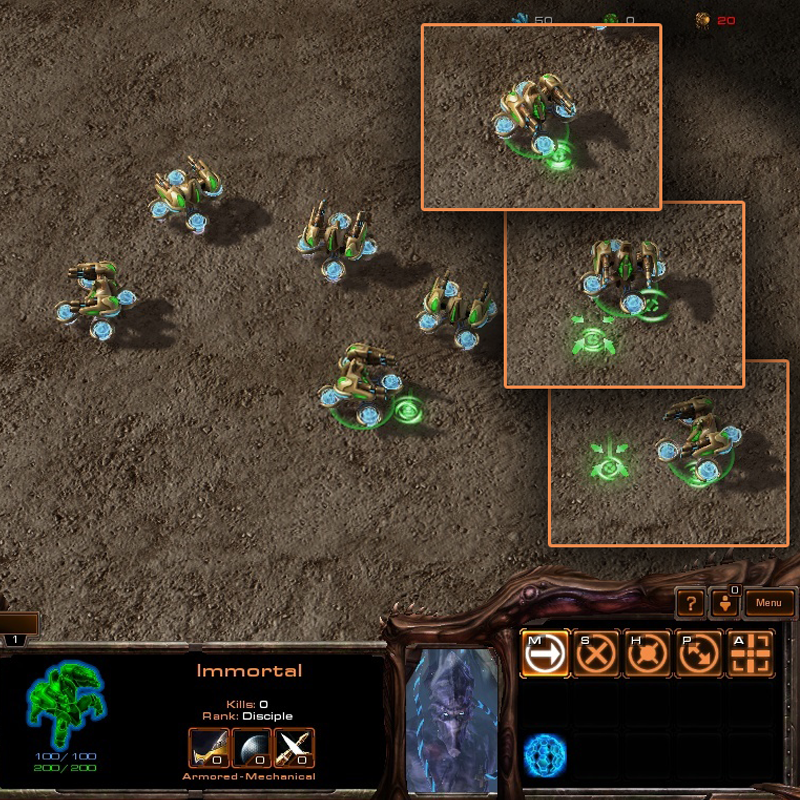 50 0 20
0
? Menu
1
M S H P A
Immortal
Kills: 0
Rank: Disciple
0 0 0
100/100
200/200
Armored-Mechanical